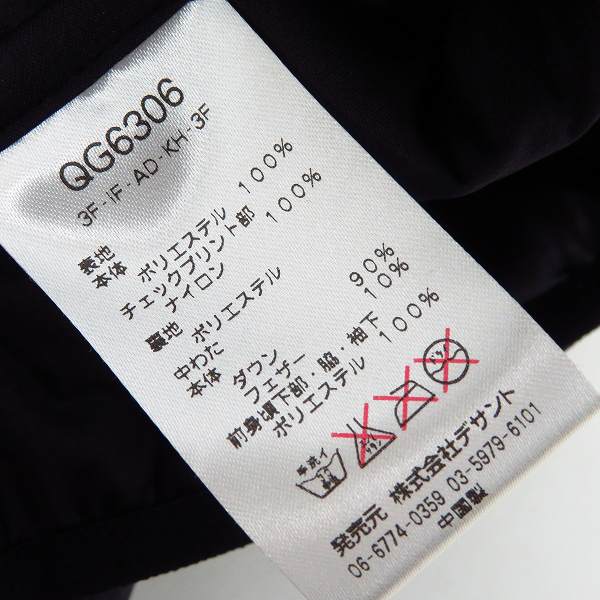 QG6306
3F-IF-AD-KH-3F
表地
本体 ポリエステル 100%
チェックプリント部
ナイロン 100%
裏地 ポリエステル
中わた
本体 ダウン 90%
フェザー 10%
前身頃下部・脇・袖下
ポリエステル 100%
手洗イ
ドライ
発売元 株式会社デサント
06-6774-0359 03-5979-6101
中国製